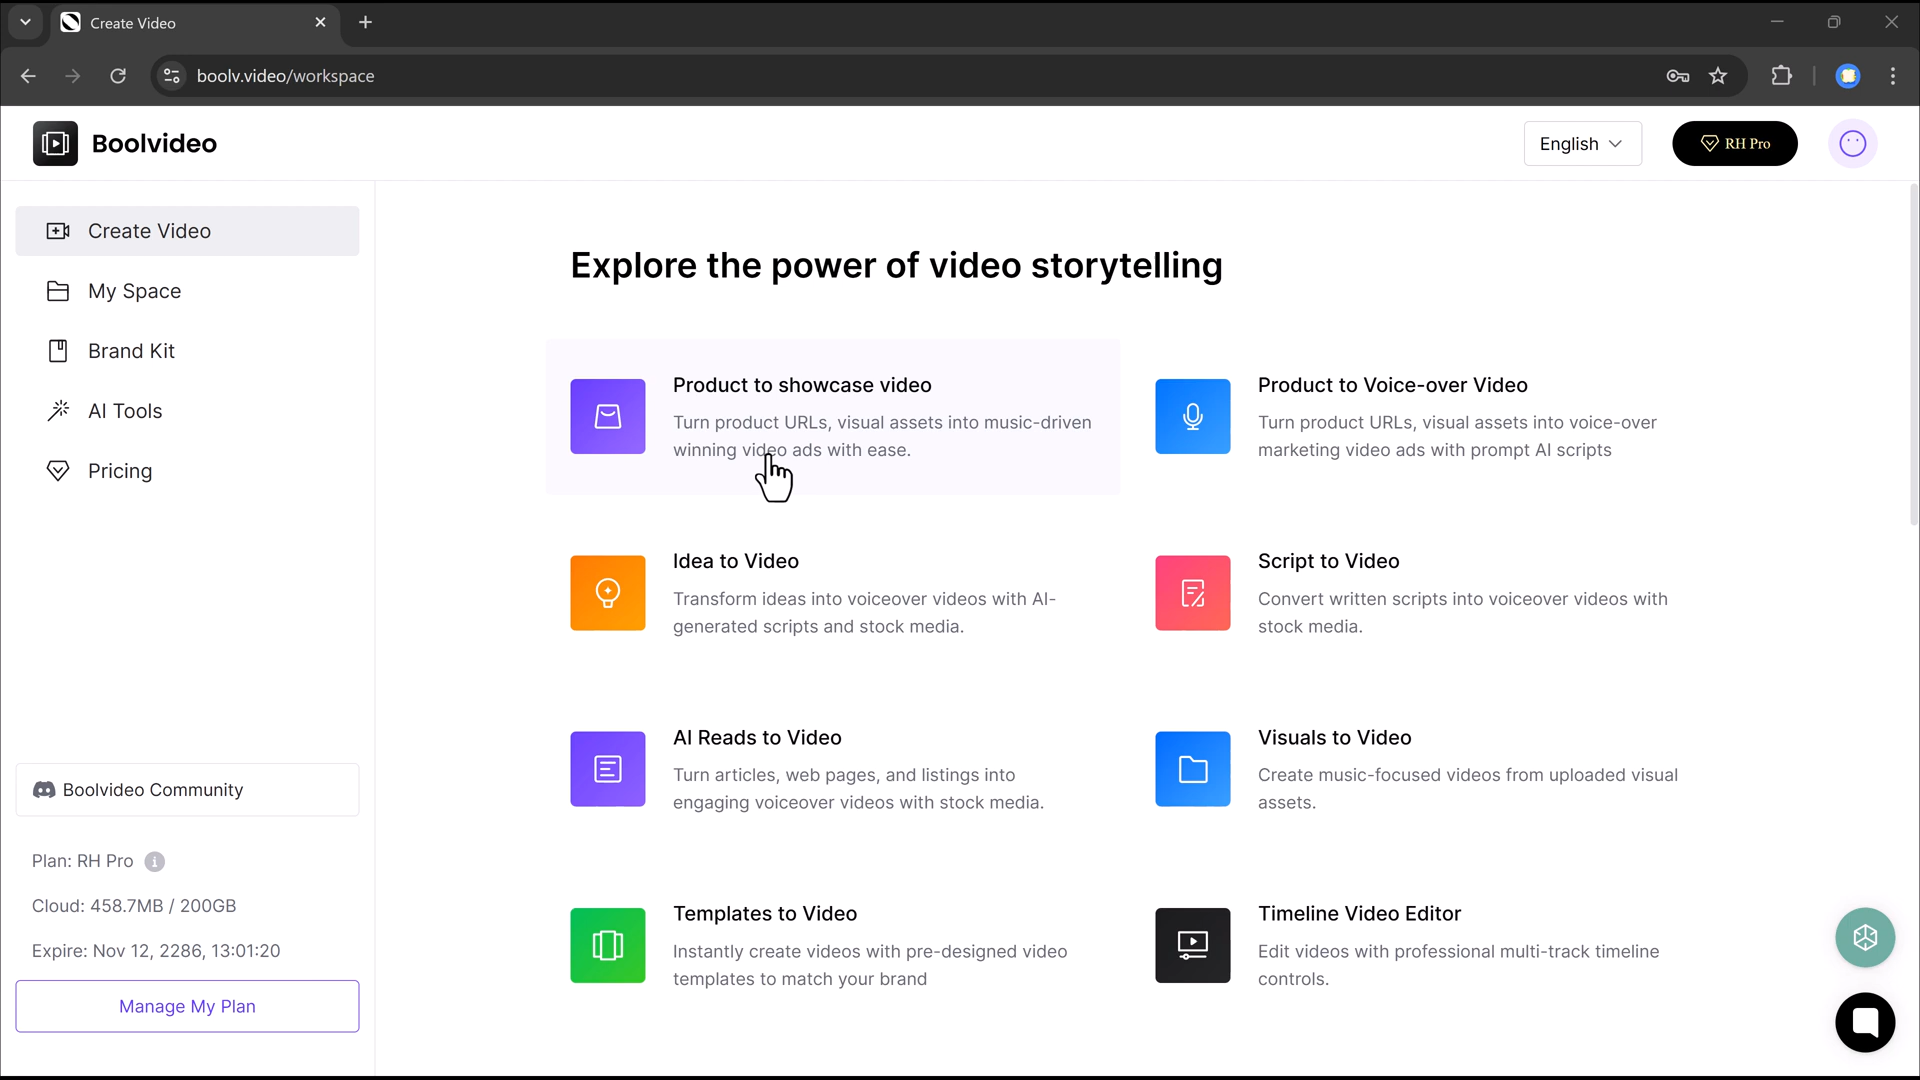 Create Video
boolv.video/workspace
Boolvideo
English
RH Pro
Create Video
My Space
Brand Kit
AI Tools
Pricing
Boolvideo Community
Plan: RH Pro
Cloud: 458.7MB / 200GB
Expire: Nov 12, 2286, 13:01:20
Manage My Plan
Explore the power of video storytelling
Product to showcase video
Turn product URLs, visual assets into music-driven
winning video ads with ease.
Product to Voice-over Video
Turn product URLs, visual assets into voice-over
marketing video ads with prompt AI scripts
Idea to Video
Transform ideas into voiceover videos with AI-
generated scripts and stock media.
Script to Video
Convert written scripts into voiceover videos with
stock media.
AI Reads to Video
Turn articles, web pages, and listings into
engaging voiceover videos with stock media.
Visuals to Video
Create music-focused videos from uploaded visual
assets.
Templates to Video
Instantly create videos with pre-designed video
templates to match your brand
Timeline Video Editor
Edit videos with professional multi-track timeline
controls.